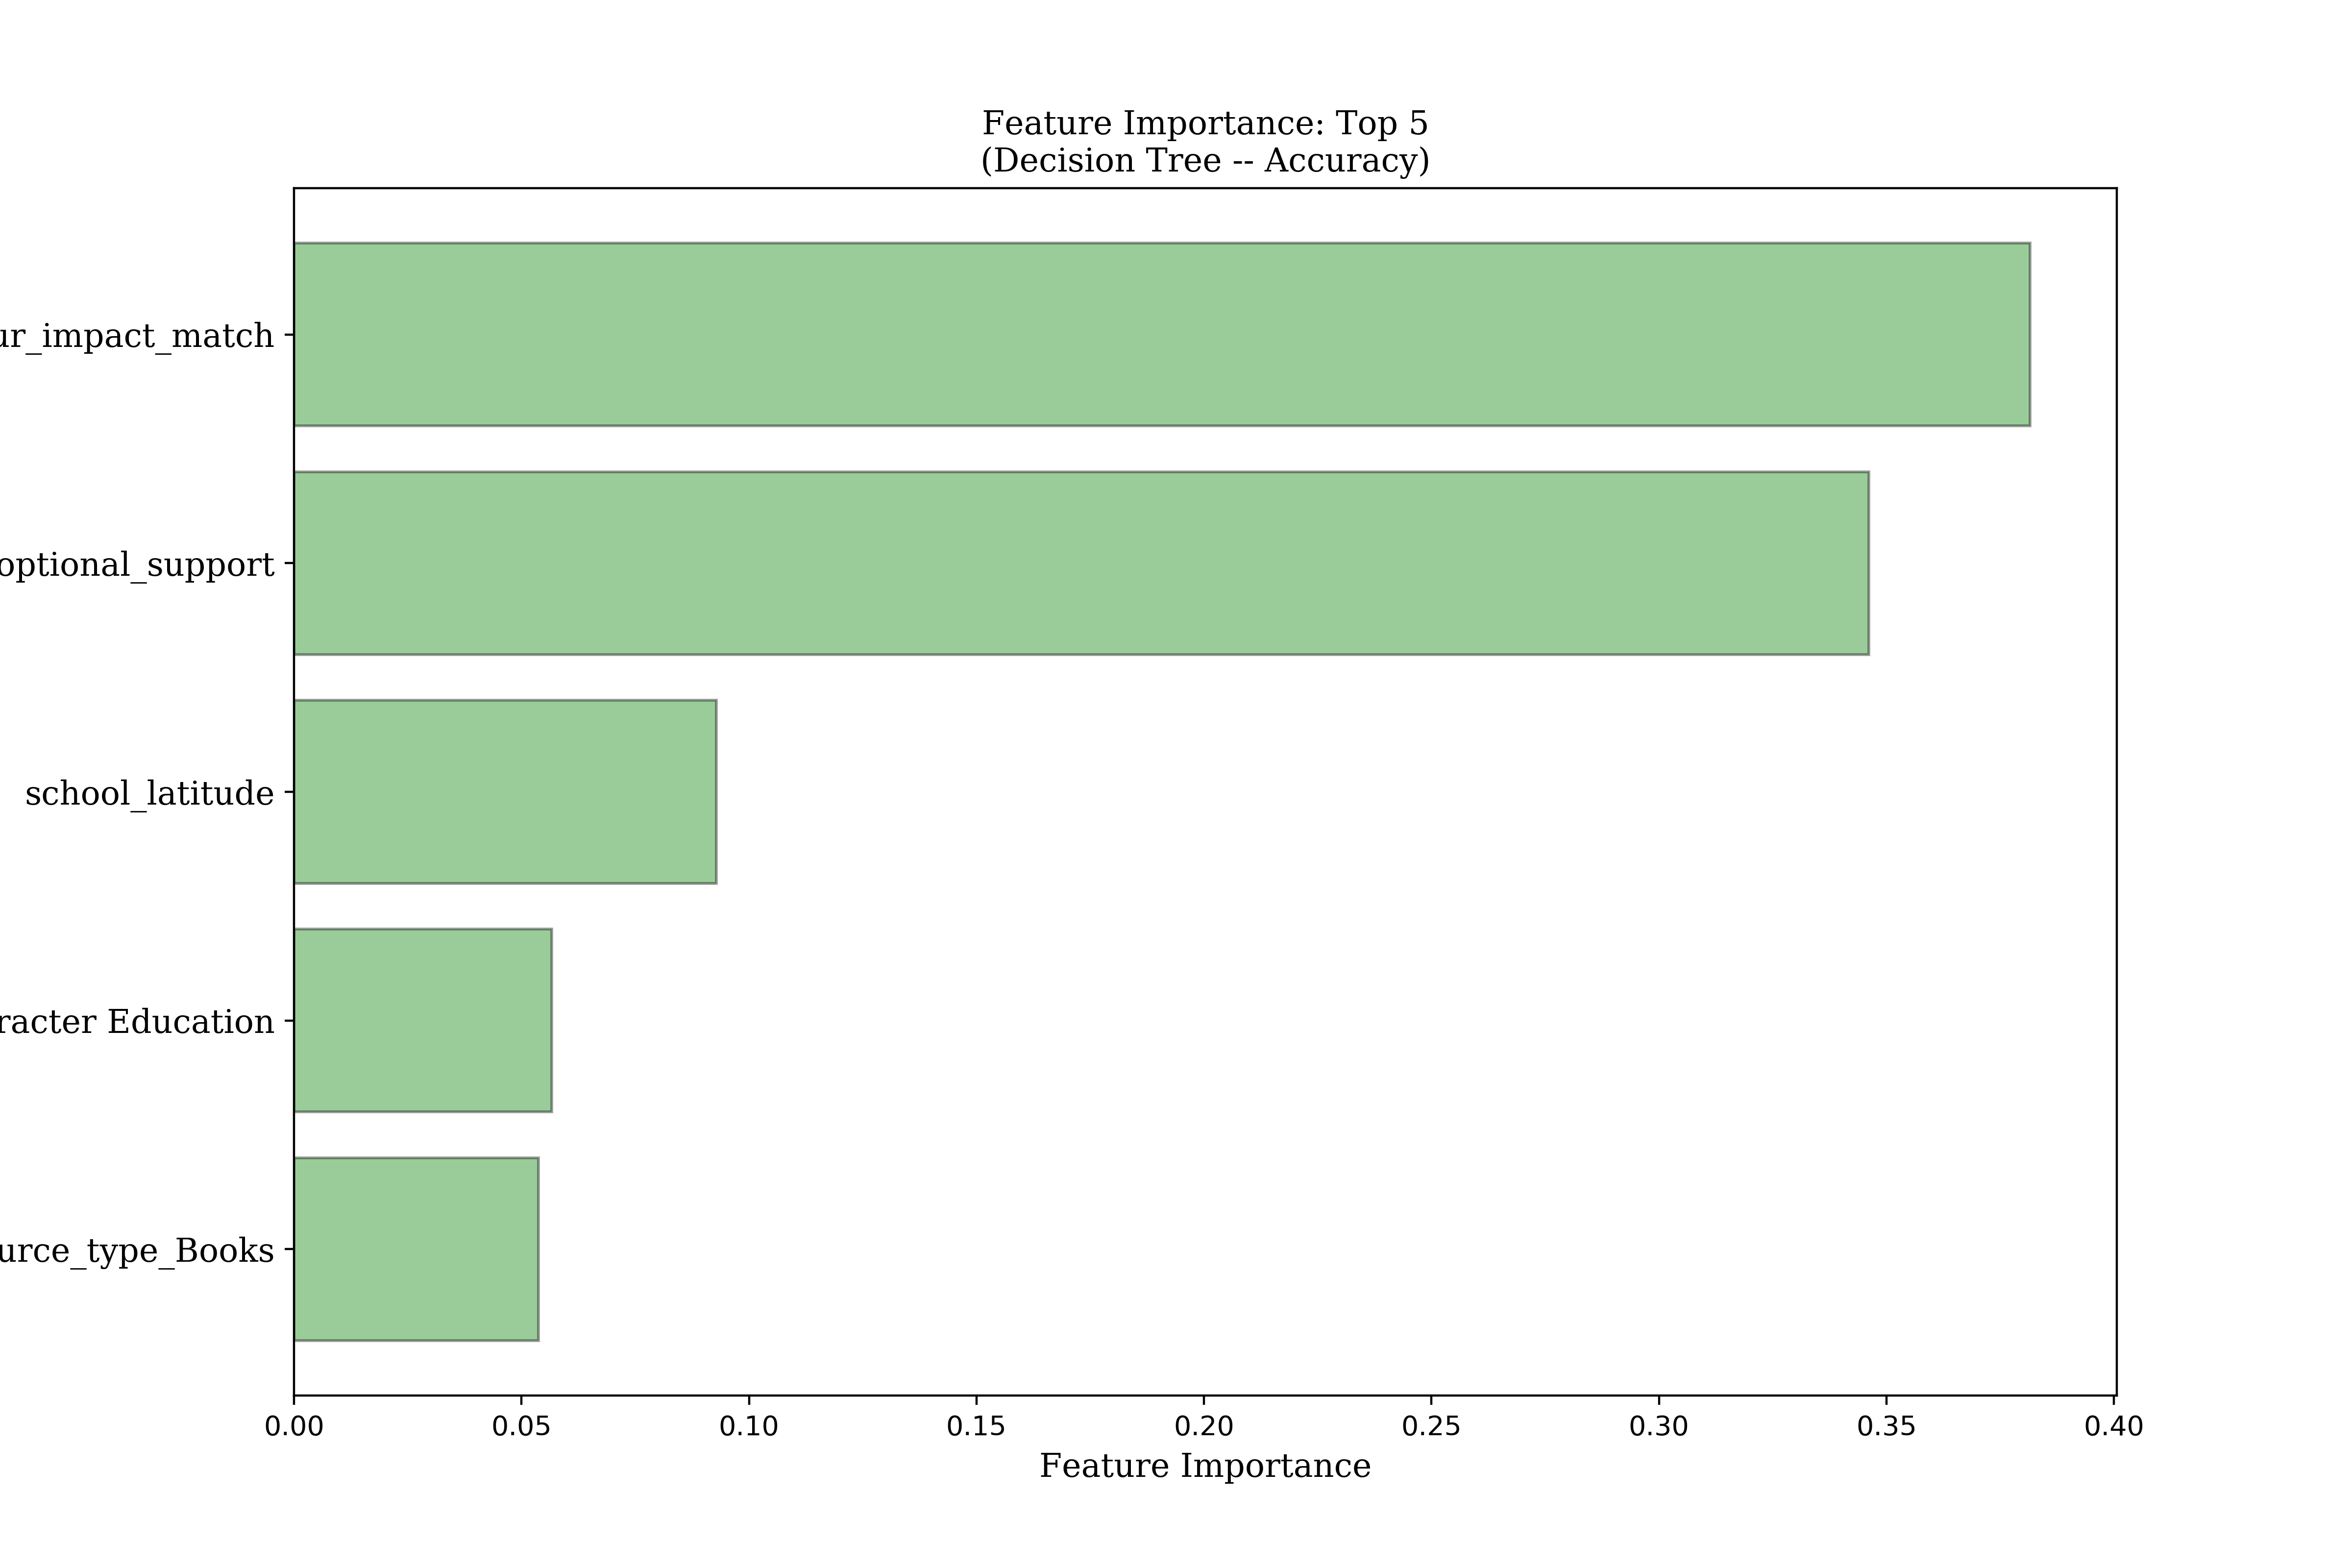 Feature Importance: Top 5
(Decision Tree -- Accuracy)
ur_impact_match
optional_support
school_latitude
racter Education
urce_type_Books
0.00 0.05 0.10 0.15 0.20 0.25 0.30 0.35 0.40
Feature Importance